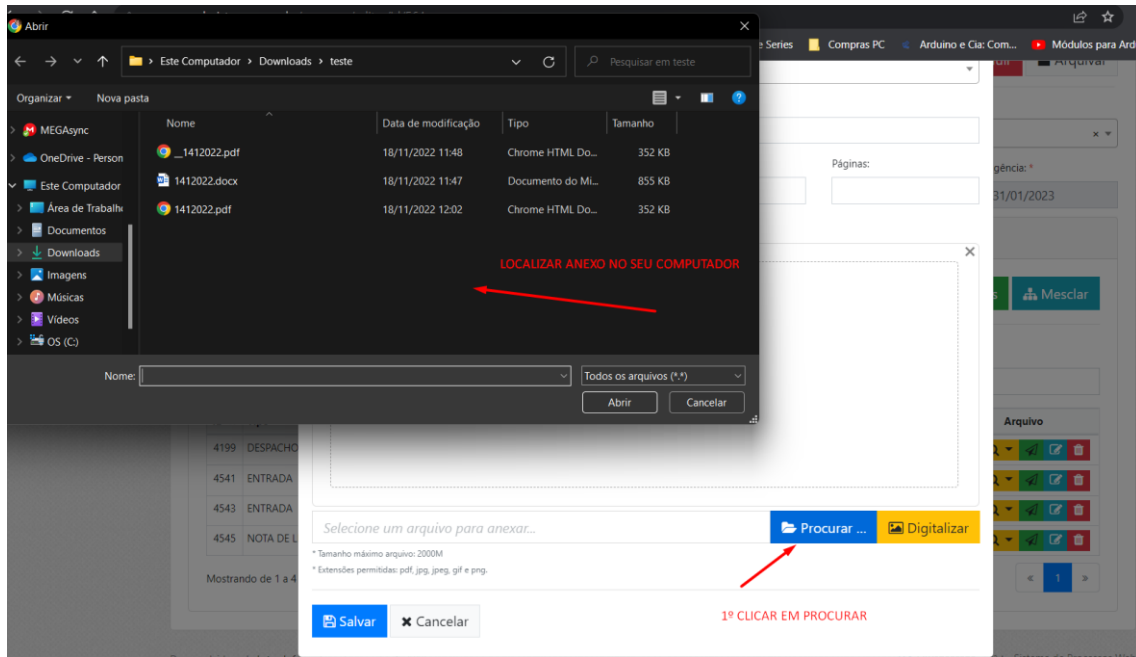 Abrir
Series
Compras PC
Arduino e Cia: Com...
Módulos para Ard
Este Computador
Downloads
teste
Pesquisar em teste
Arquivar
Organizar
Nova pasta
MEGAsync
OneDrive - Person
Este Computador
Área de Trabalh
Documentos
Downloads
Imagens
Músicas
Vídeos
OS (C:)
Nome
Data de modificação
Tipo
Tamanho
__1412022.pdf
18/11/2022 11:48
Chrome HTML Do...
352 KB
1412022.docx
18/11/2022 11:47
Documento do Mi...
855 KB
1412022.pdf
18/11/2022 12:02
Chrome HTML Do...
352 KB
LOCALIZAR ANEXO NO SEU COMPUTADOR
Nome:
Todos os arquivos (*.*)
Abrir
Cancelar
Páginas:
gência: *
31/01/2023
Mesclar
Arquivo
4199 DESPACHO
4541 ENTRADA
4543 ENTRADA
4545 NOTA DE L
Mostrando de 1 a 4
« 1 »
Selecione um arquivo para anexar...
Procurar ...
Digitalizar
* Tamanho máximo arquivo: 2000M
* Extensões permitidas: pdf, jpg, jpeg, gif e png.
1º CLICAR EM PROCURAR
Salvar
Cancelar